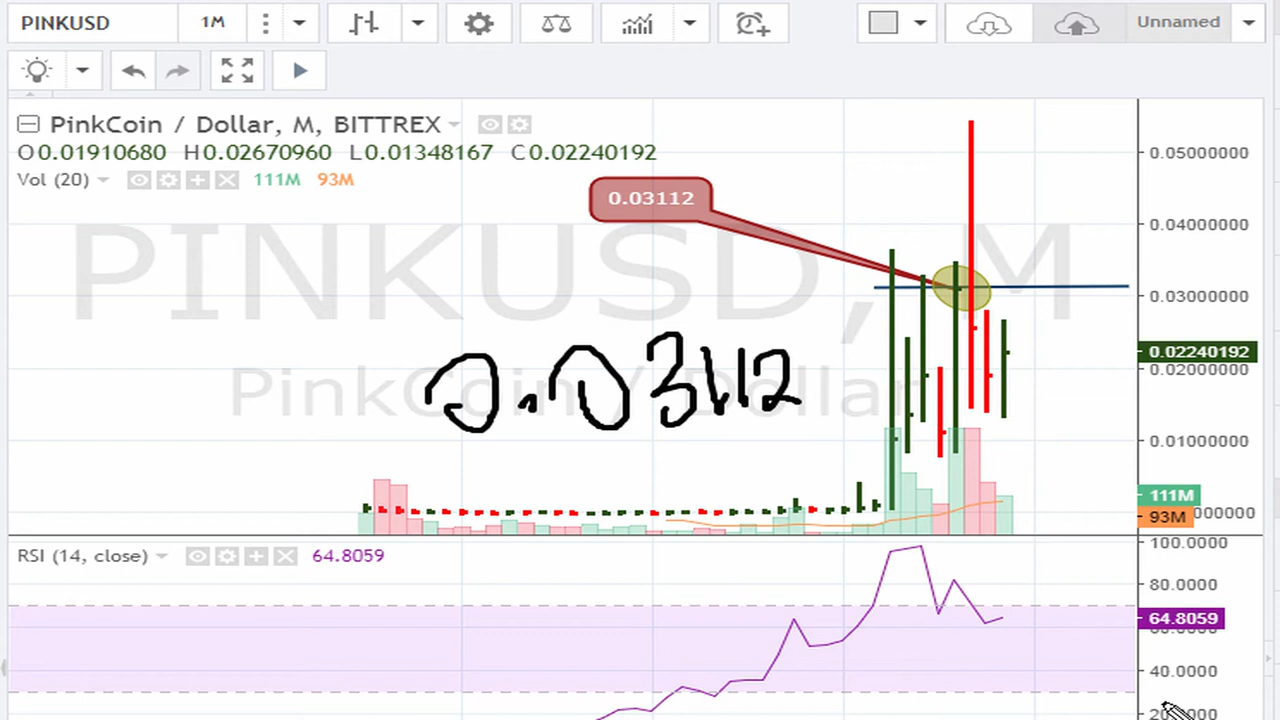 PINKUSD 1M Unnamed
PinkCoin / Dollar, M, BITTREX
O0.01910680 H0.02670960 L0.01348167 C0.02240192
Vol (20) 111M 93M
0.03112
PINKUSD, M
PinkCoin / Dollar
0.03112
0.05000000
0.04000000
0.03000000
0.02240192
0.02000000
0.01000000
111M
93M
RSI (14, close) 64.8059
100.0000
80.0000
64.8059
40.0000